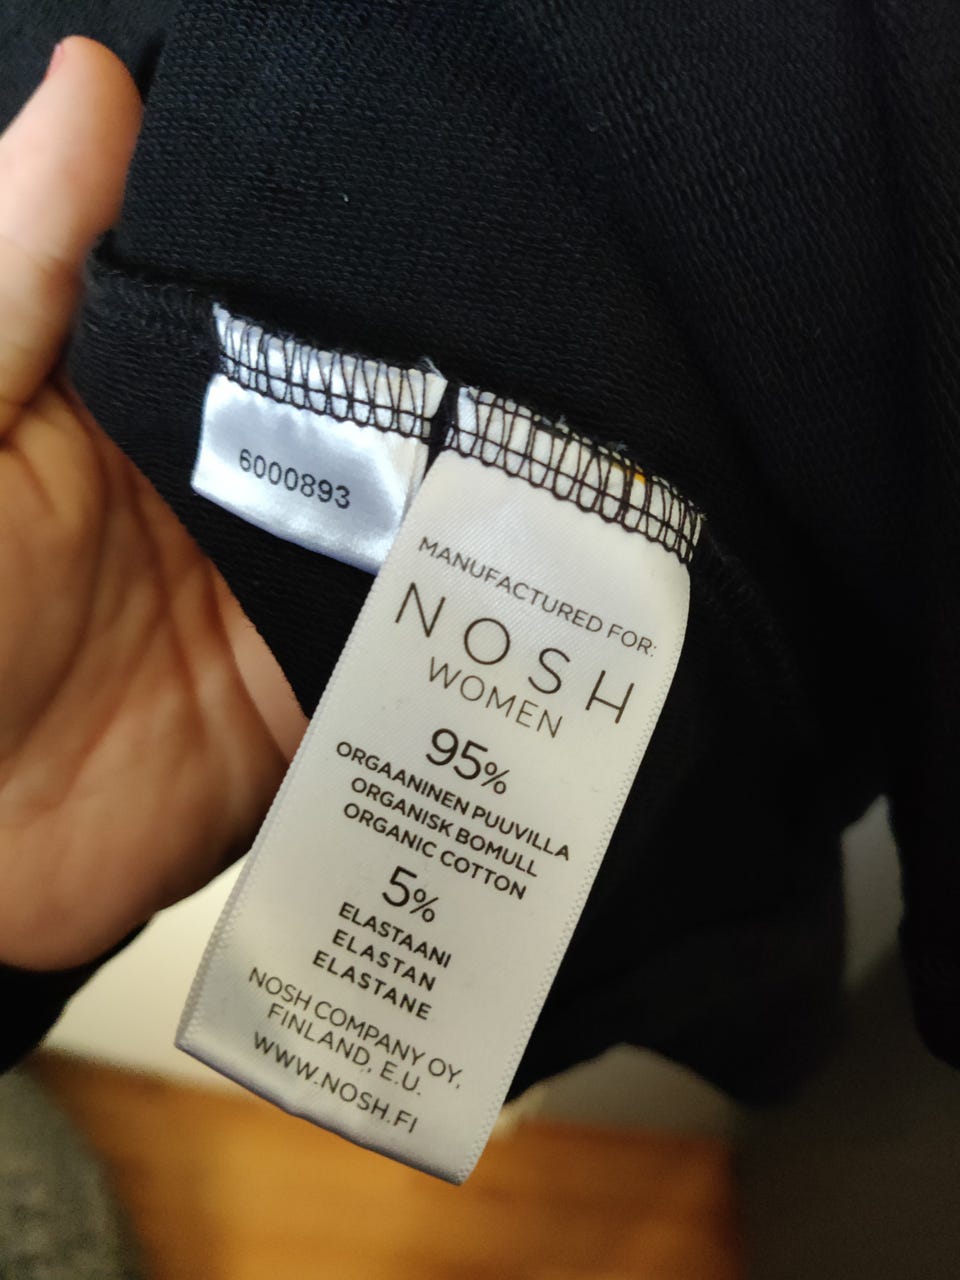 6000893
MANUFACTURED FOR:
NOSH
WOMEN
95%
ORGAANINEN PUUVILLA
ORGANISK BOMULL
ORGANIC COTTON
5%
ELASTAANI
ELASTAN
ELASTANE
NOSH COMPANY OY,
FINLAND, E.U.
WWW.NOSH.FI